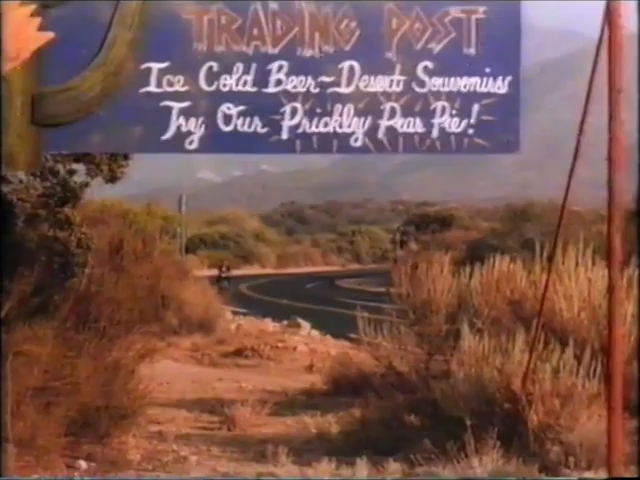 TRADING POST
Ice Cold Beer~Desert Souvenirs
Try Our Prickly Pear Pie!